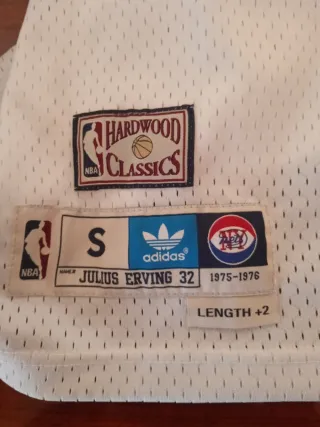 HARDWOOD
NBA CLASSICS
S
adidas
NBA
NAME/#
JULIUS ERVING 32
1975-1976
LENGTH +2